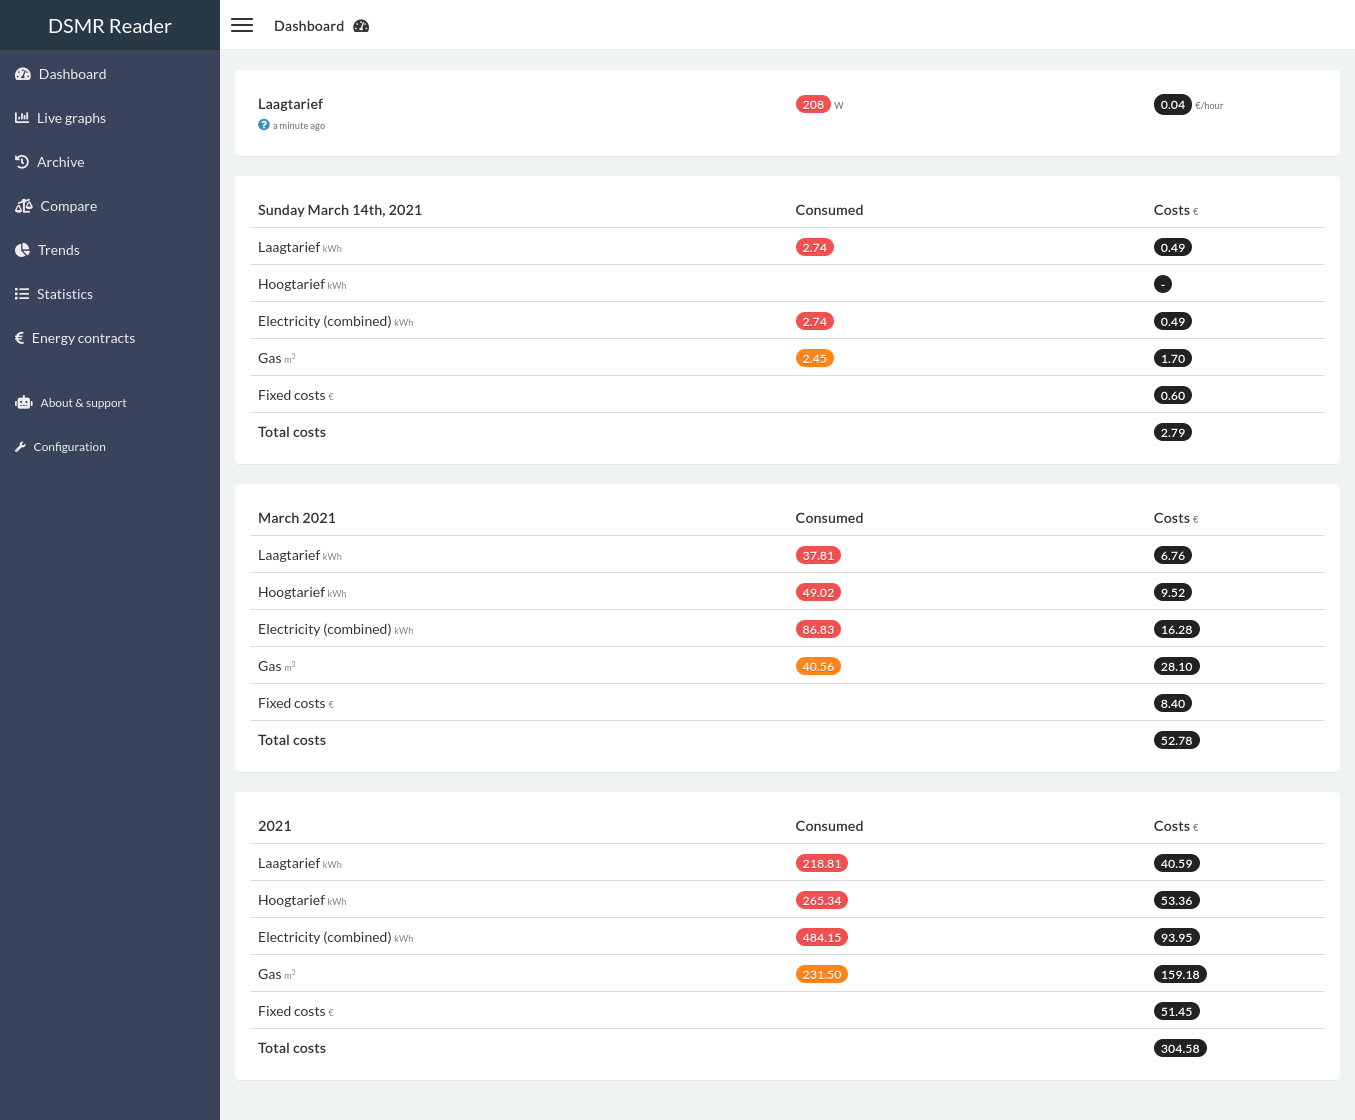 DSMR Reader
Dashboard
Dashboard
Live graphs
Archive
Compare
Trends
Statistics
Energy contracts
About & support
Configuration
Laagtarief 208 W 0.04 €/hour
a minute ago
Sunday March 14th, 2021 Consumed Costs €
Laagtarief kWh 2.74 0.49
Hoogtarief kWh -
Electricity (combined) kWh 2.74 0.49
Gas m³ 2.45 1.70
Fixed costs € 0.60
Total costs 2.79
March 2021 Consumed Costs €
Laagtarief kWh 37.81 6.76
Hoogtarief kWh 49.02 9.52
Electricity (combined) kWh 86.83 16.28
Gas m³ 40.56 28.10
Fixed costs € 8.40
Total costs 52.78
2021 Consumed Costs €
Laagtarief kWh 218.81 40.59
Hoogtarief kWh 265.34 53.36
Electricity (combined) kWh 484.15 93.95
Gas m³ 231.50 159.18
Fixed costs € 51.45
Total costs 304.58